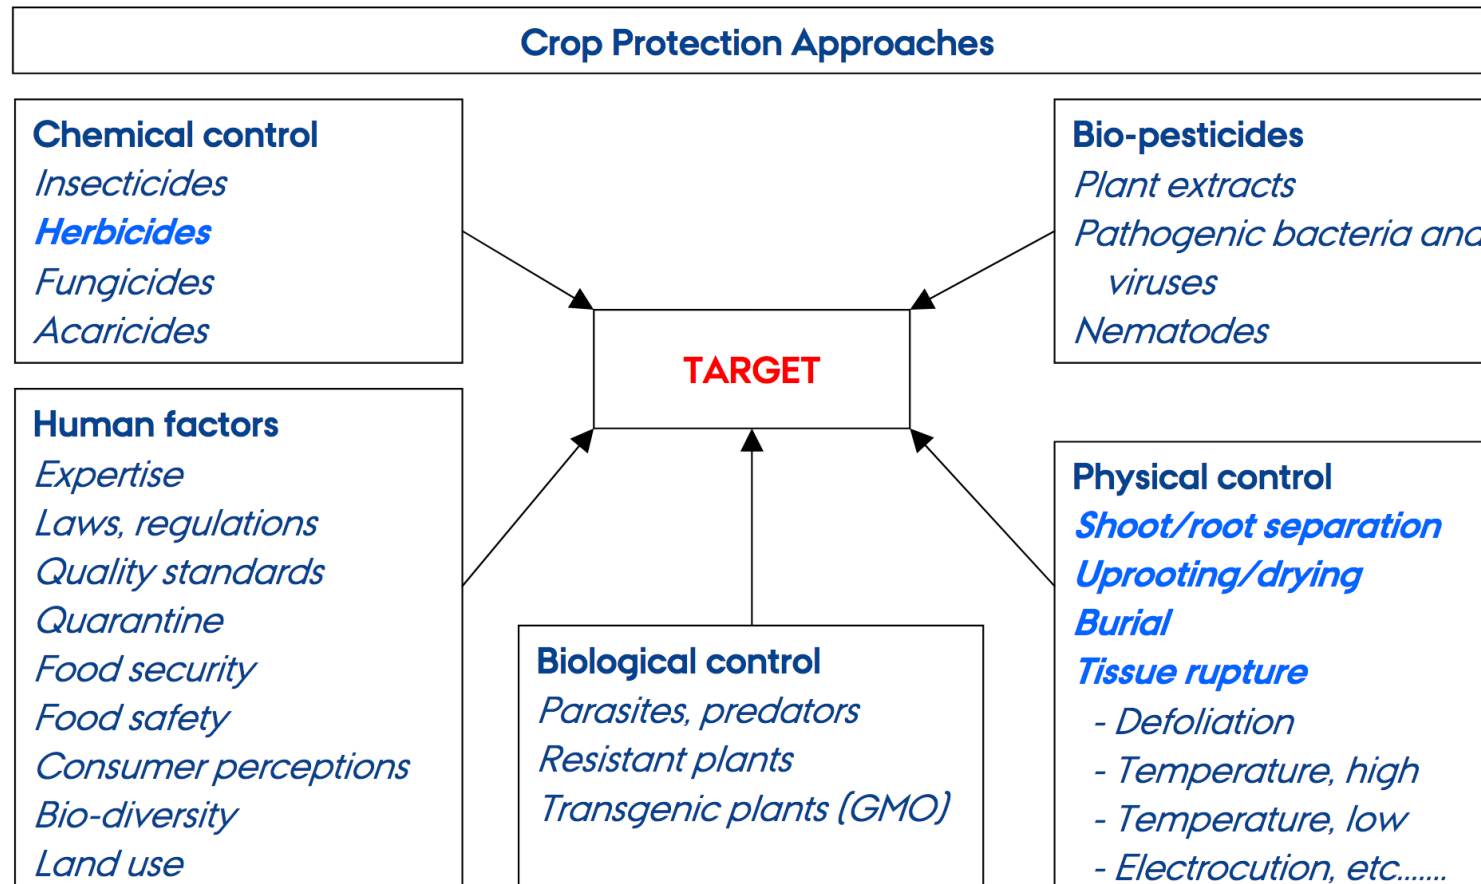 Crop Protection Approaches
Chemical control
Insecticides
Herbicides
Fungicides
Acaricides
Bio-pesticides
Plant extracts
Pathogenic bacteria and
viruses
Nematodes
TARGET
Human factors
Expertise
Laws, regulations
Quality standards
Quarantine
Food security
Food safety
Consumer perceptions
Bio-diversity
Land use
Biological control
Parasites, predators
Resistant plants
Transgenic plants (GMO)
Physical control
Shoot/root separation
Uprooting/drying
Burial
Tissue rupture
- Defoliation
- Temperature, high
- Temperature, low
- Electrocution, etc.......